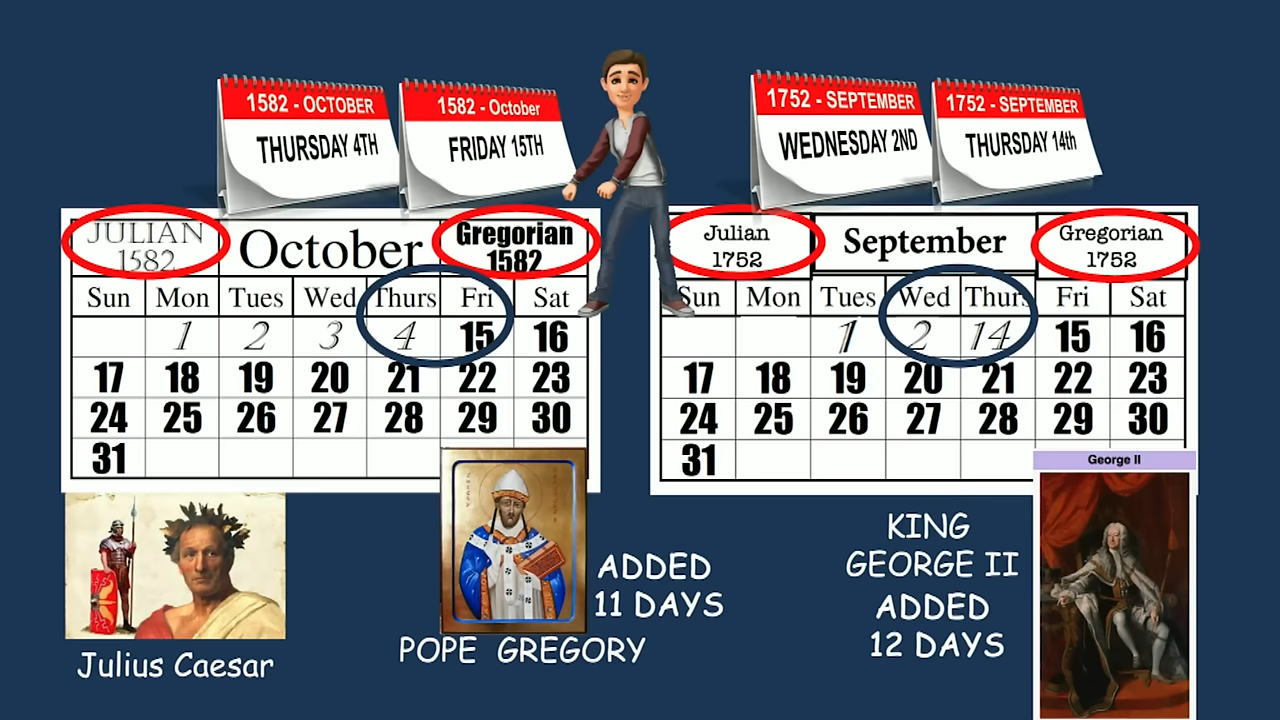 1582 - OCTOBER
THURSDAY 4TH
1582 - October
FRIDAY 15TH
1752 - SEPTEMBER
WEDNESDAY 2ND
1752 - SEPTEMBER
THURSDAY 14th
JULIAN
1582
October
Gregorian
1582
Sun Mon Tues Wed Thurs Fri Sat
1 2 3 4 15 16
17 18 19 20 21 22 23
24 25 26 27 28 29 30
31
Julian
1752
September
Gregorian
1752
Sun Mon Tues Wed Thurs Fri Sat
1 2 14 15 16
17 18 19 20 21 22 23
24 25 26 27 28 29 30
31
George II
Julius Caesar
POPE GREGORY
ADDED
11 DAYS
KING
GEORGE II
ADDED
12 DAYS